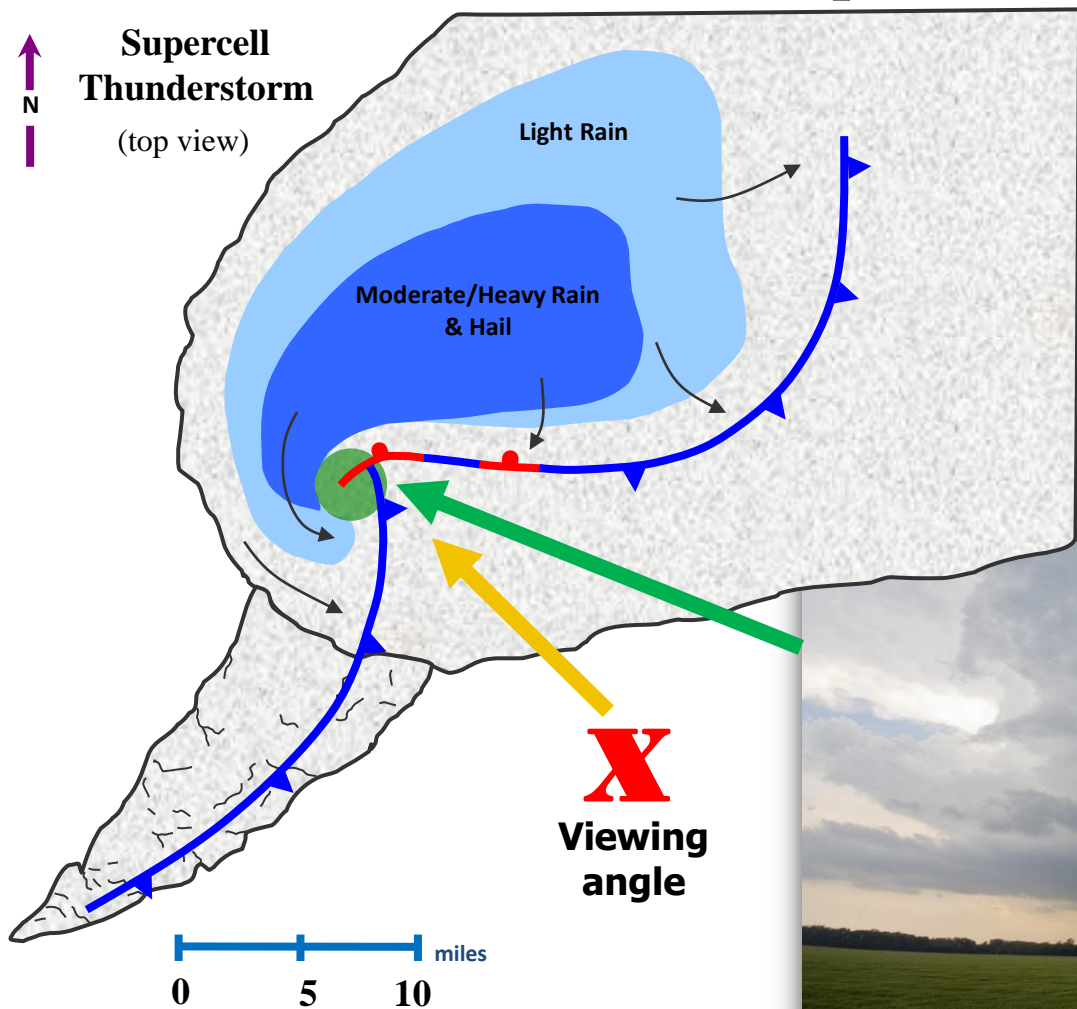 Supercell
Thunderstorm
(top view)
N
Light Rain
Moderate/Heavy Rain
& Hail
X
Viewing
angle
miles
0 5 10